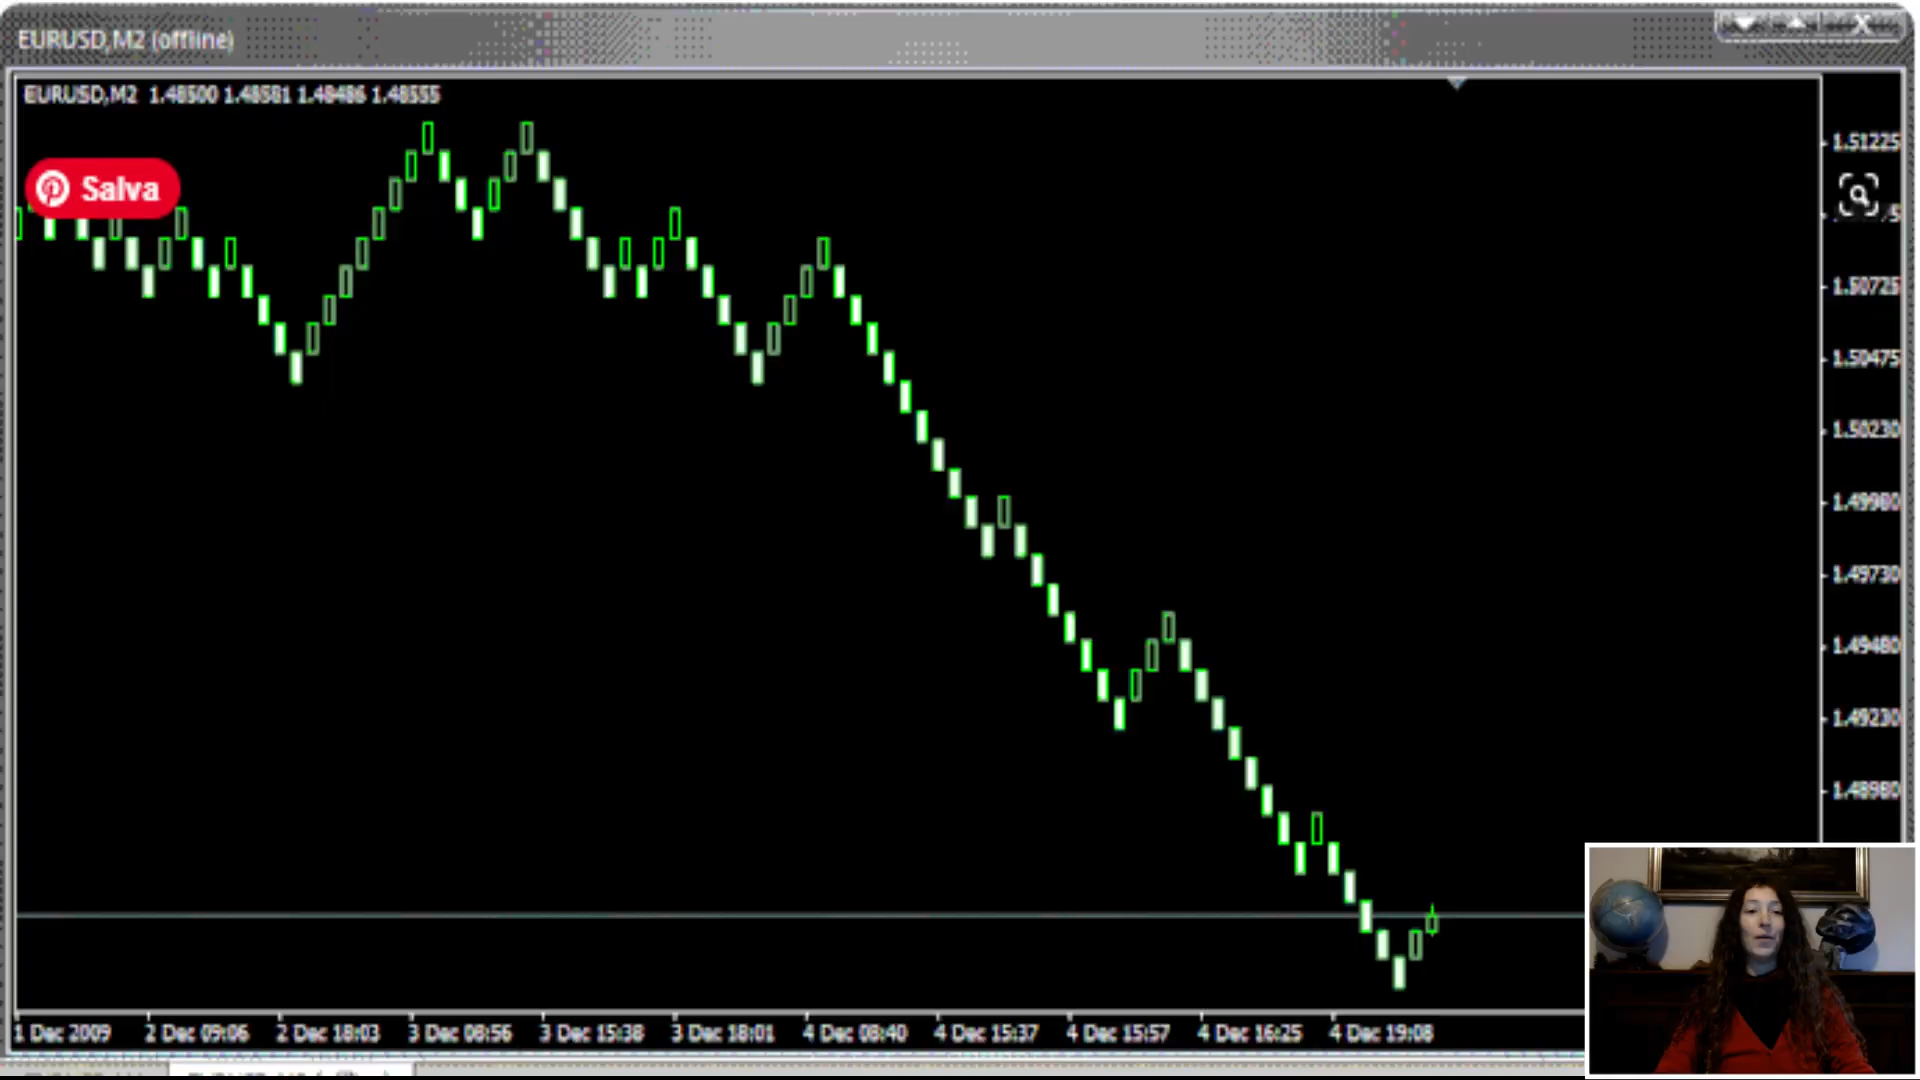 EURUSD,M2 (offline)
EURUSD,M2 1.48500 1.48581 1.48486 1.48555
Salva
1.51225
1.50725
1.50475
1.50230
1.49980
1.49730
1.49480
1.49230
1.48980
1 Dec 2009 2 Dec 09:06 2 Dec 18:03 3 Dec 08:56 3 Dec 15:38 3 Dec 18:01 4 Dec 08:40 4 Dec 15:37 4 Dec 15:57 4 Dec 16:25 4 Dec 19:08